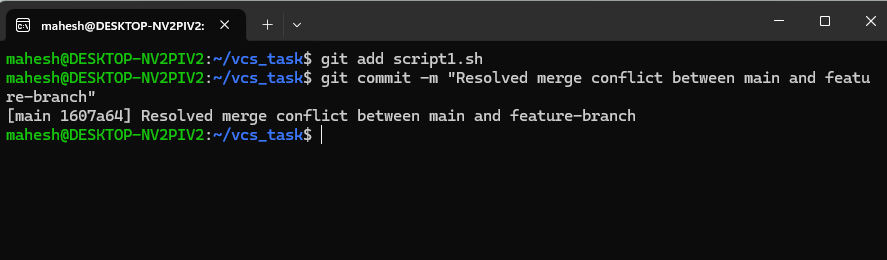 mahesh@DESKTOP-NV2PIV2:
mahesh@DESKTOP-NV2PIV2:~/vcs_task$ git add script1.sh
mahesh@DESKTOP-NV2PIV2:~/vcs_task$ git commit -m "Resolved merge conflict between main and featu
re-branch"
[main 1607a64] Resolved merge conflict between main and feature-branch
mahesh@DESKTOP-NV2PIV2:~/vcs_task$